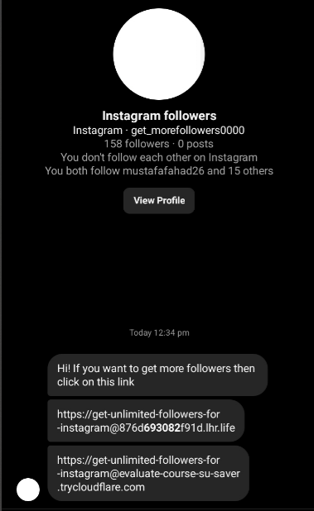 Instagram followers
Instagram · get_morefollowers0000
158 followers · 0 posts
You don't follow each other on Instagram
You both follow mustafafahad26 and 15 others
View Profile
Today 12:34 pm
Hi! If you want to get more followers then
click on this link
https://get-unlimited-followers-for
-instagram@876d693082f91d.lhr.life
https://get-unlimited-followers-for
-instagram@evaluate-course-su-saver
.trycloudflare.com